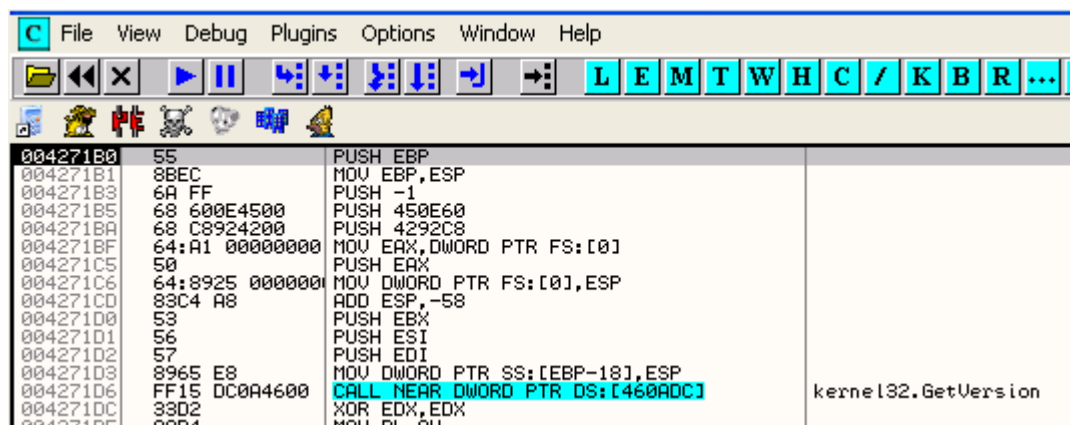 C File View Debug Plugins Options Window Help
L E M T W H C / K B R ...
004271B0 55 PUSH EBP
004271B1 8BEC MOV EBP,ESP
004271B3 6A FF PUSH -1
004271B5 68 600E4500 PUSH 450E60
004271BA 68 C8924200 PUSH 4292C8
004271BF 64:A1 00000000 MOV EAX,DWORD PTR FS:[0]
004271C5 50 PUSH EAX
004271C6 64:8925 000000 MOV DWORD PTR FS:[0],ESP
004271CD 83C4 A8 ADD ESP,-58
004271D0 53 PUSH EBX
004271D1 56 PUSH ESI
004271D2 57 PUSH EDI
004271D3 8965 E8 MOV DWORD PTR SS:[EBP-18],ESP
004271D6 FF15 DC0A4600 CALL NEAR DWORD PTR DS:[460ADC] kernel32.GetVersion
004271DC 33D2 XOR EDX,EDX